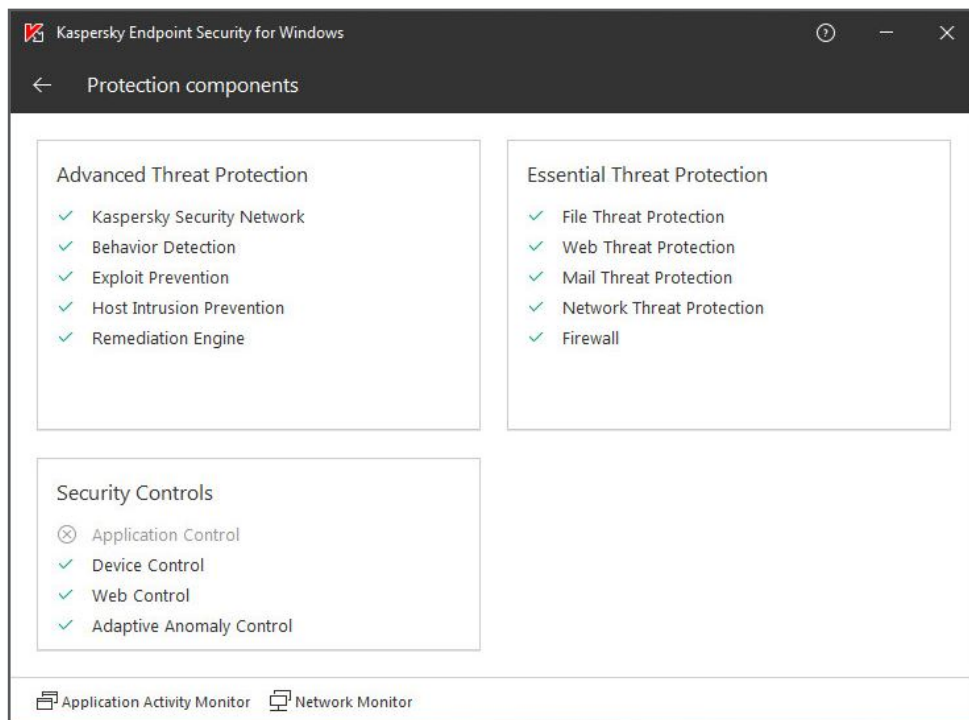 Kaspersky Endpoint Security for Windows
Protection components
Advanced Threat Protection
Kaspersky Security Network
Behavior Detection
Exploit Prevention
Host Intrusion Prevention
Remediation Engine
Essential Threat Protection
File Threat Protection
Web Threat Protection
Mail Threat Protection
Network Threat Protection
Firewall
Security Controls
Application Control
Device Control
Web Control
Adaptive Anomaly Control
Application Activity Monitor
Network Monitor